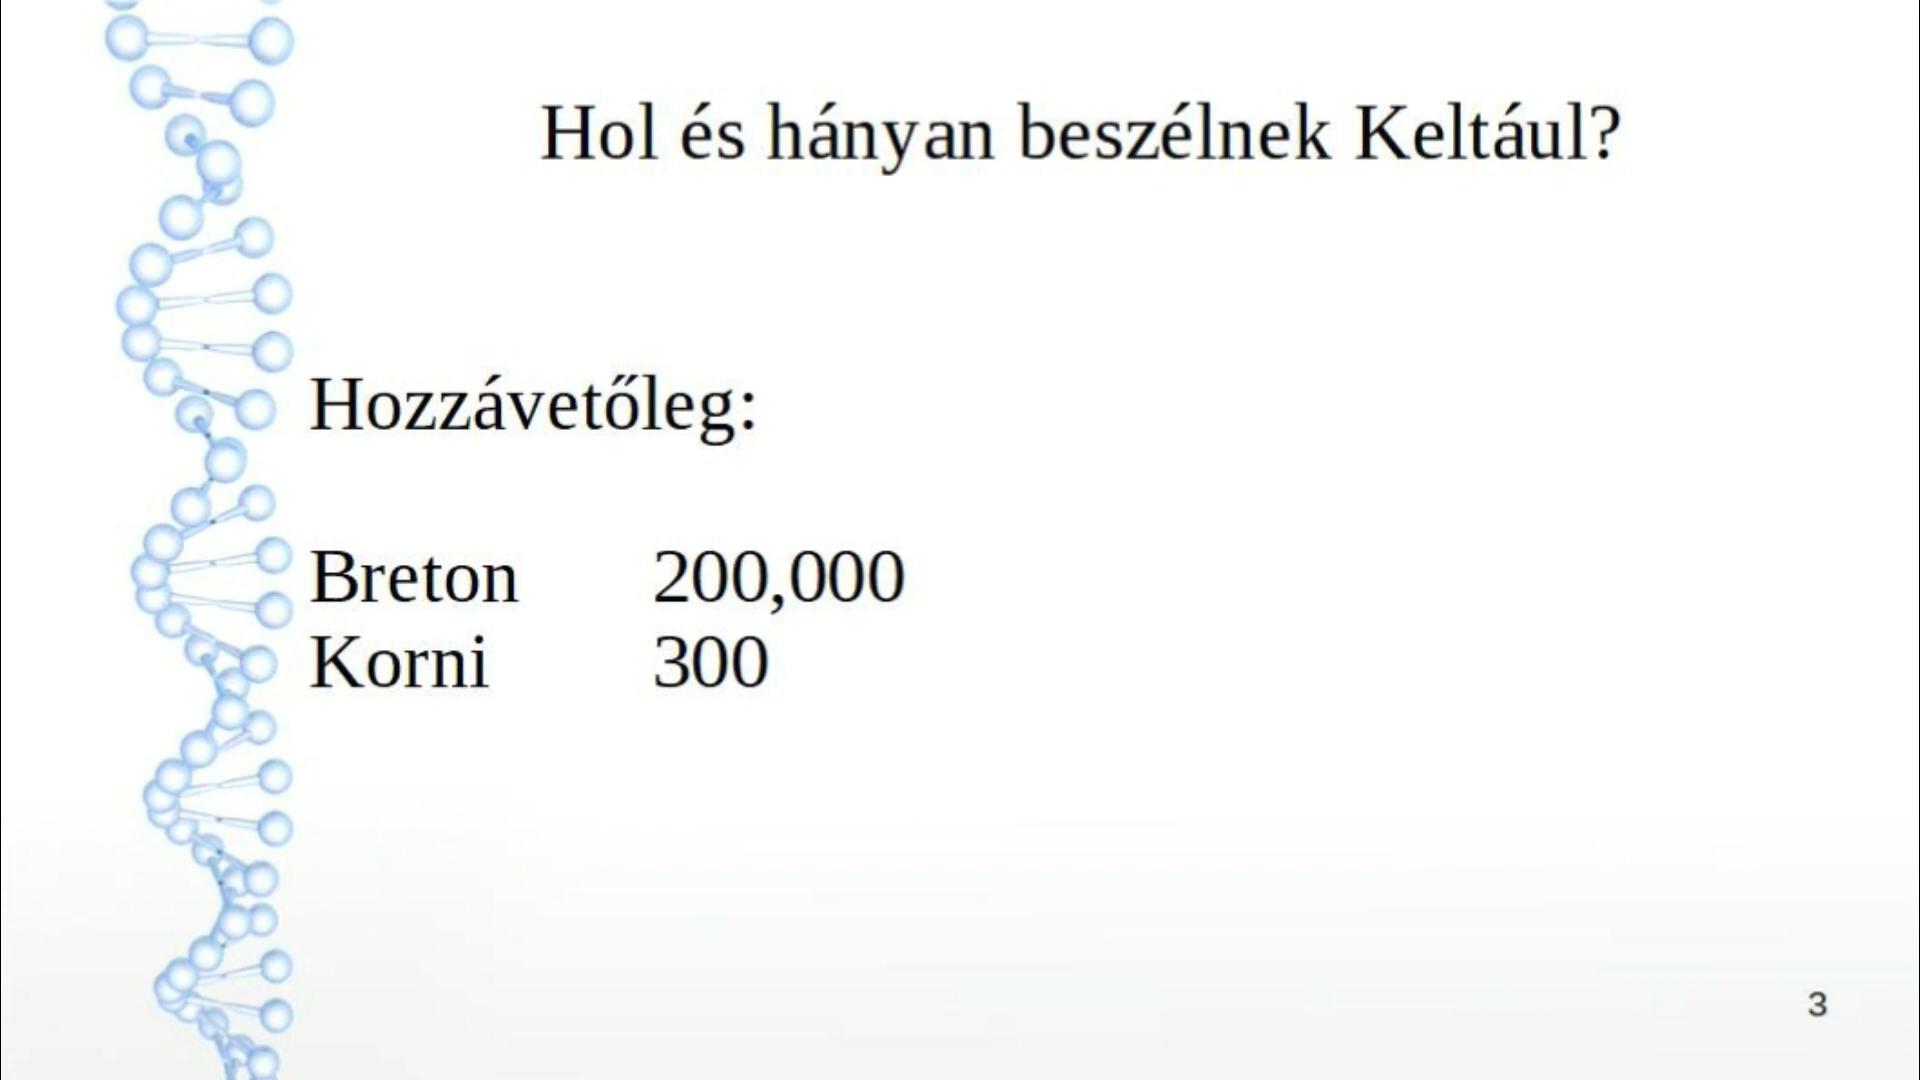 Hol és hányan beszélnek Keltául?
Hozzávetőleg:
Breton 200,000
Korni 300
3